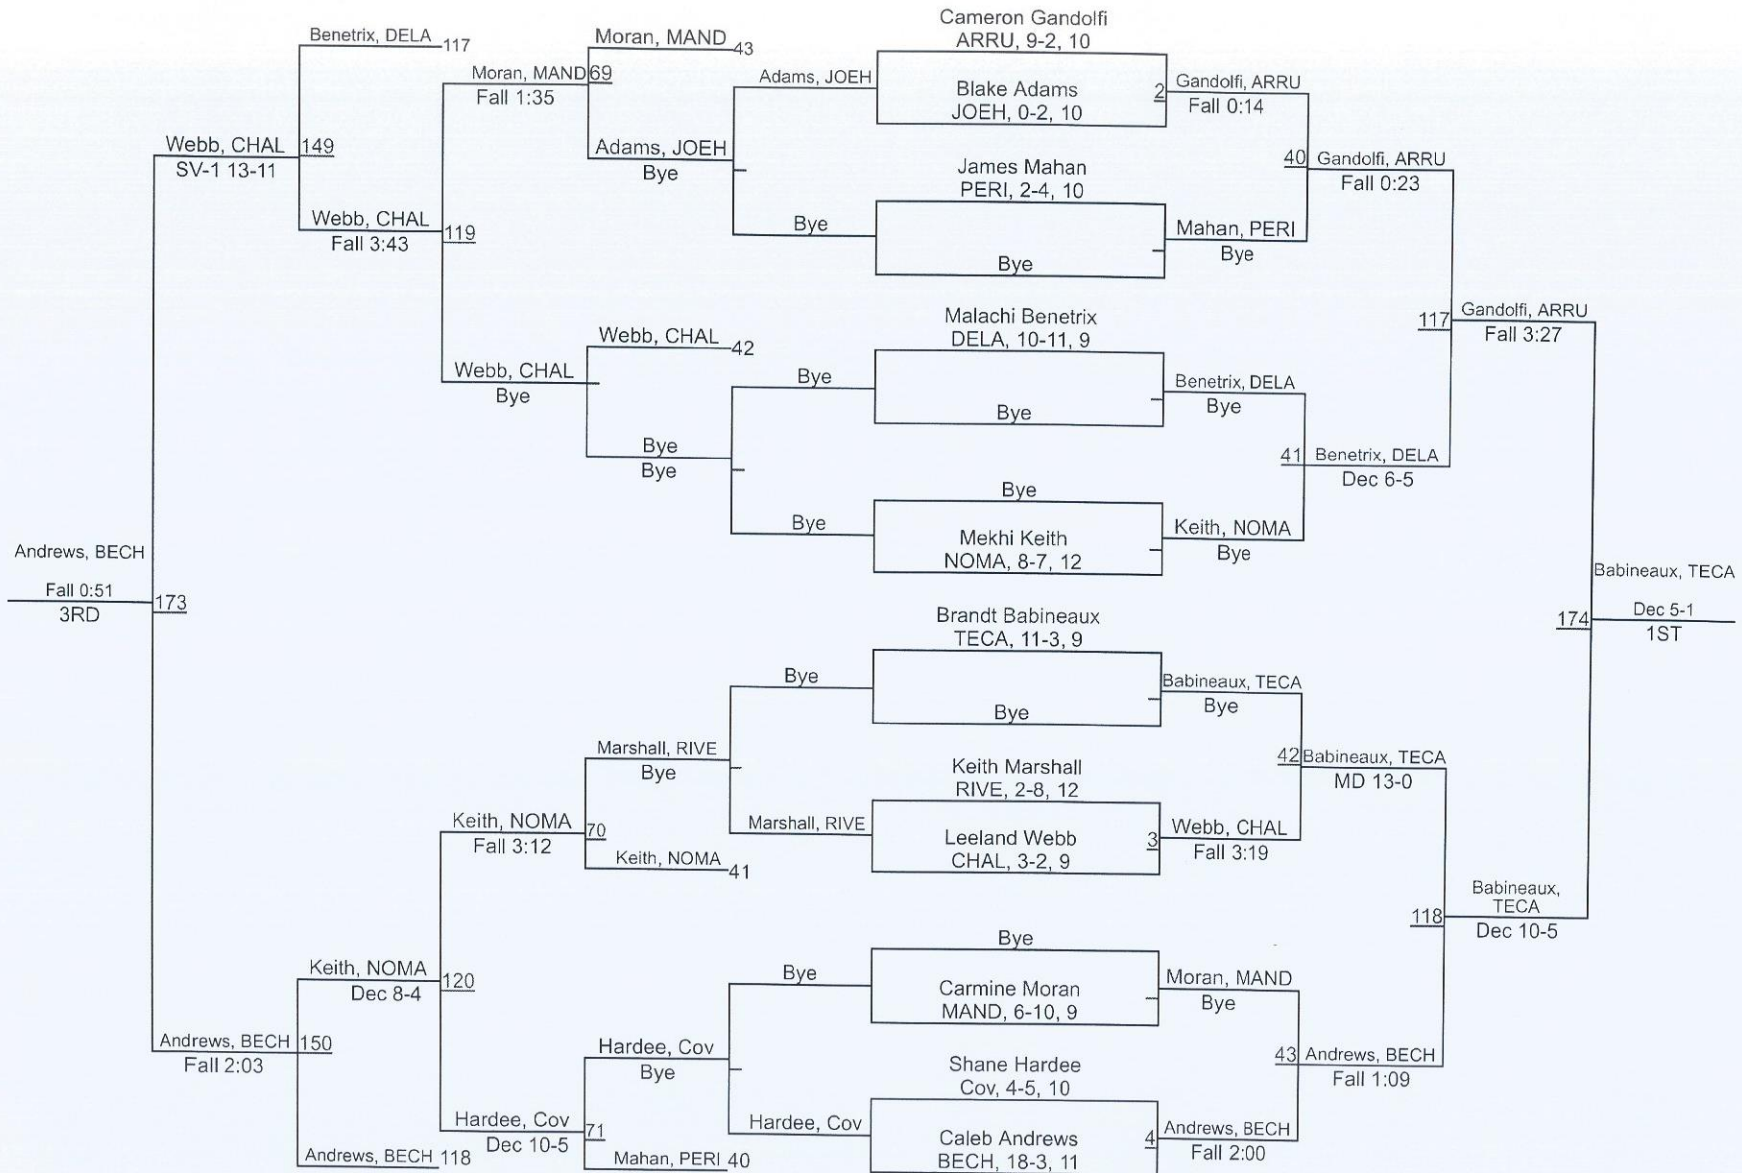 Cameron Gandolfi
ARRU, 9-2, 10
Benetrix, DELA 117
Moran, MAND 43
Moran, MAND 69
Fall 1:35
Adams, JOEH
Blake Adams
JOEH, 0-2, 10
2
Gandolfi, ARRU
Fall 0:14
Webb, CHAL 149
SV-1 13-11
Adams, JOEH
Bye
James Mahan
PERI, 2-4, 10
40
Gandolfi, ARRU
Fall 0:23
Webb, CHAL 119
Fall 3:43
Bye
Bye
Mahan, PERI
Bye
Malachi Benetrix
DELA, 10-11, 9
117
Gandolfi, ARRU
Fall 3:27
Webb, CHAL 42
Webb, CHAL
Bye
Bye
Bye
Benetrix, DELA
Bye
Bye
Bye
41
Benetrix, DELA
Dec 6-5
Bye
Bye
Mekhi Keith
NOMA, 8-7, 12
Keith, NOMA
Bye
Andrews, BECH
Fall 0:51
3RD
173
Babineaux, TECA
Dec 5-1
1ST
174
Brandt Babineaux
TECA, 11-3, 9
Bye
Bye
Babineaux, TECA
Bye
Marshall, RIVE
Bye
Keith Marshall
RIVE, 2-8, 12
42
Babineaux, TECA
MD 13-0
Keith, NOMA 70
Fall 3:12
Marshall, RIVE
Leeland Webb
CHAL, 3-2, 9
3
Webb, CHAL
Fall 3:19
Keith, NOMA 41
118
Babineaux,
TECA
Dec 10-5
Bye
Keith, NOMA 120
Dec 8-4
Bye
Carmine Moran
MAND, 6-10, 9
Moran, MAND
Bye
Andrews, BECH 150
Fall 2:03
Hardee, Cov
Bye
Shane Hardee
Cov, 4-5, 10
43
Andrews, BECH
Fall 1:09
Hardee, Cov 71
Dec 10-5
Hardee, Cov
Caleb Andrews
BECH, 18-3, 11
4
Andrews, BECH
Fall 2:00
Andrews, BECH 118
Mahan, PERI 40